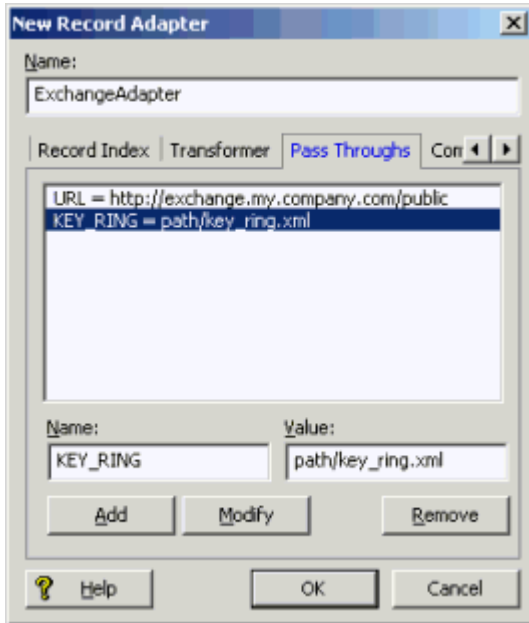 New Record Adapter
Name:
ExchangeAdapter
Record Index Transformer Pass Throughs
URL = http://exchange.my.company.com/public
KEY_RING = path/key_ring.xml
Name: Value:
KEY_RING path/key_ring.xml
Add Modify Remove
Help OK Cancel